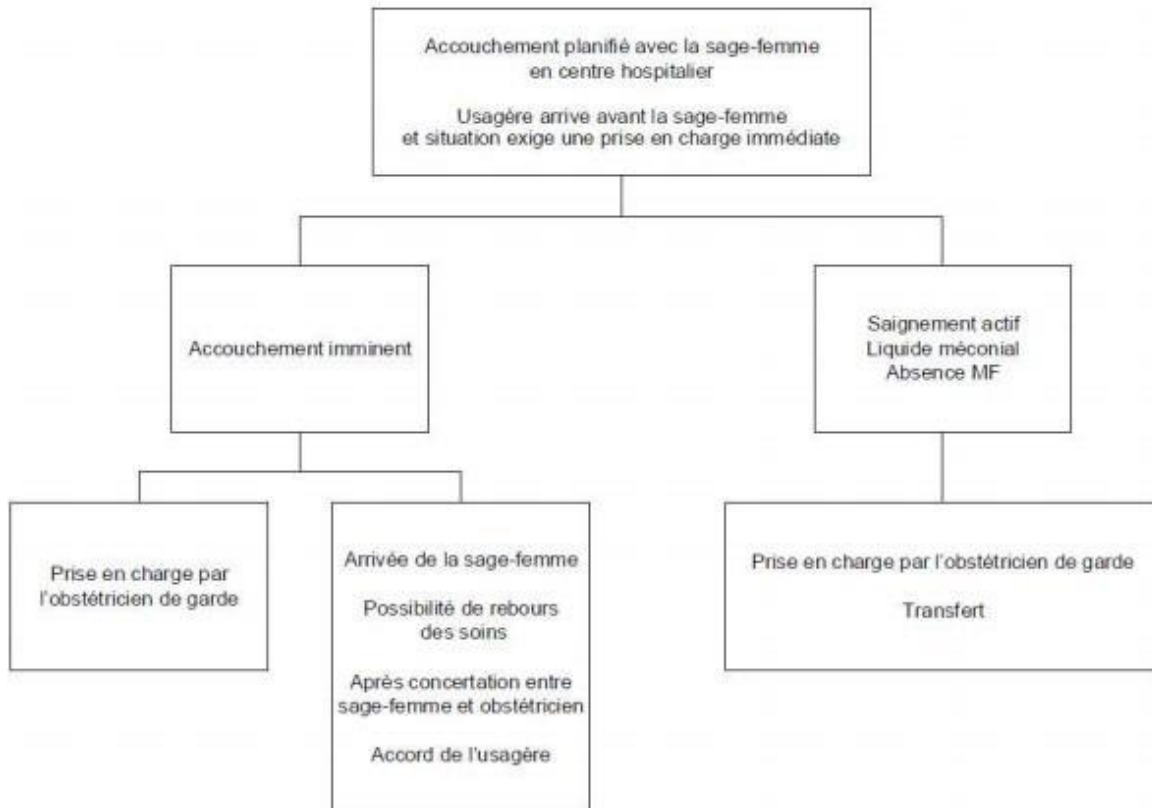 Accouchement planifié avec la sage-femme
en centre hospitalier
Usagère arrive avant la sage-femme
et situation exige une prise en charge immédiate
Accouchement imminent
Saignement actif
Liquide méconial
Absence MF
Prise en charge par
l'obstétricien de garde
Arrivée de la sage-femme
Possibilité de rebours
des soins
Après concertation entre
sage-femme et obstétricien
Accord de l'usagère
Prise en charge par l'obstétricien de garde
Transfert